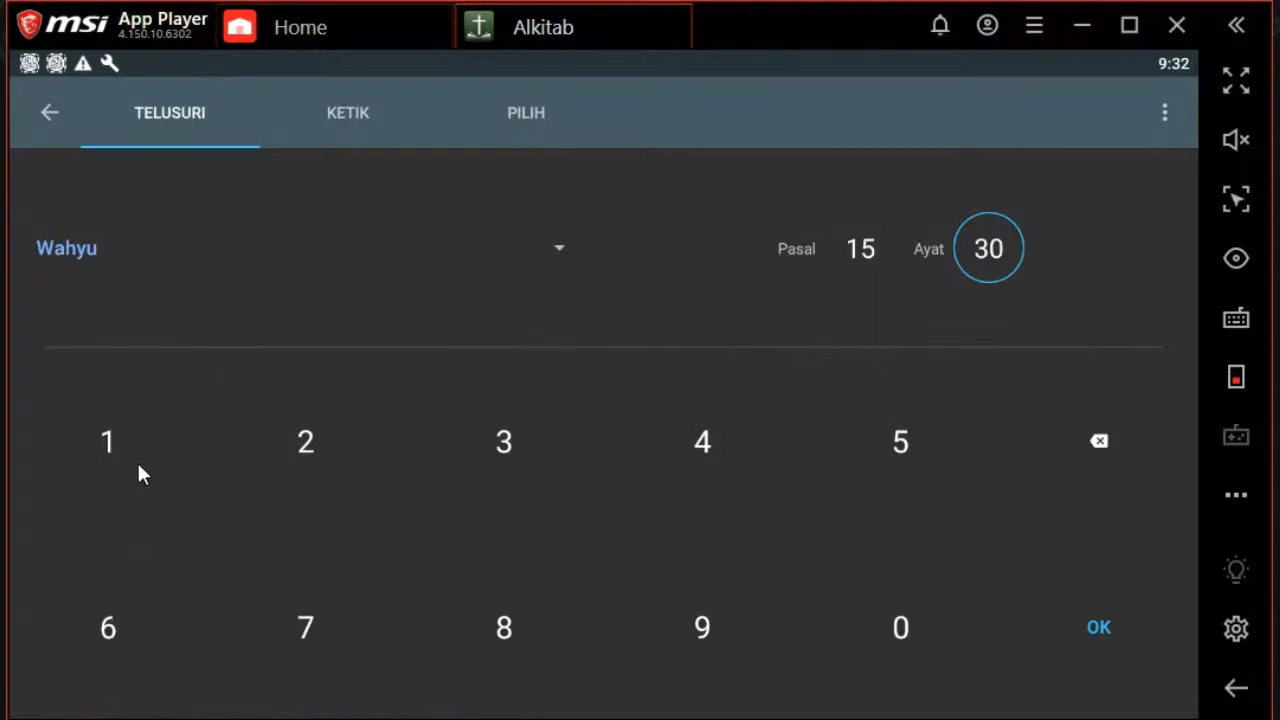 msi App Player
4.150.10.6302
Home
Alkitab
9:32
TELUSURI
KETIK
PILIH
Wahyu
Pasal 15 Ayat 30
1 2 3 4 5
6 7 8 9 0 OK